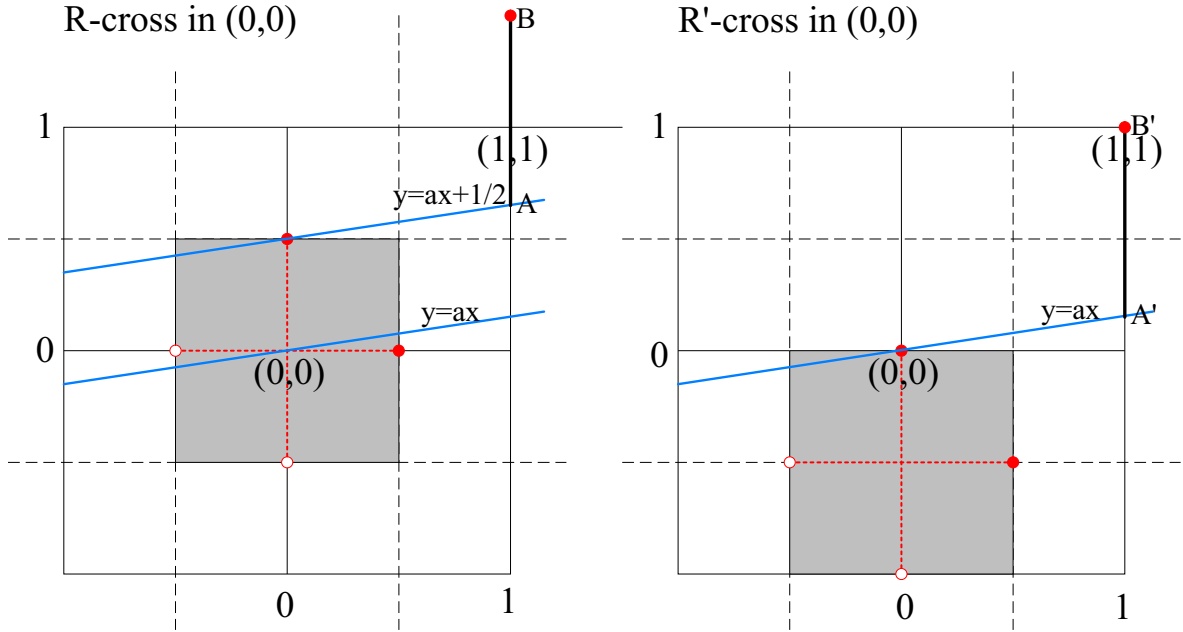 R-cross in (0,0)
B
1
(1,1)
y=ax+1/2
A
y=ax
0
(0,0)
0
1
R'-cross in (0,0)
B'
1
(1,1)
y=ax
A'
0
(0,0)
0
1